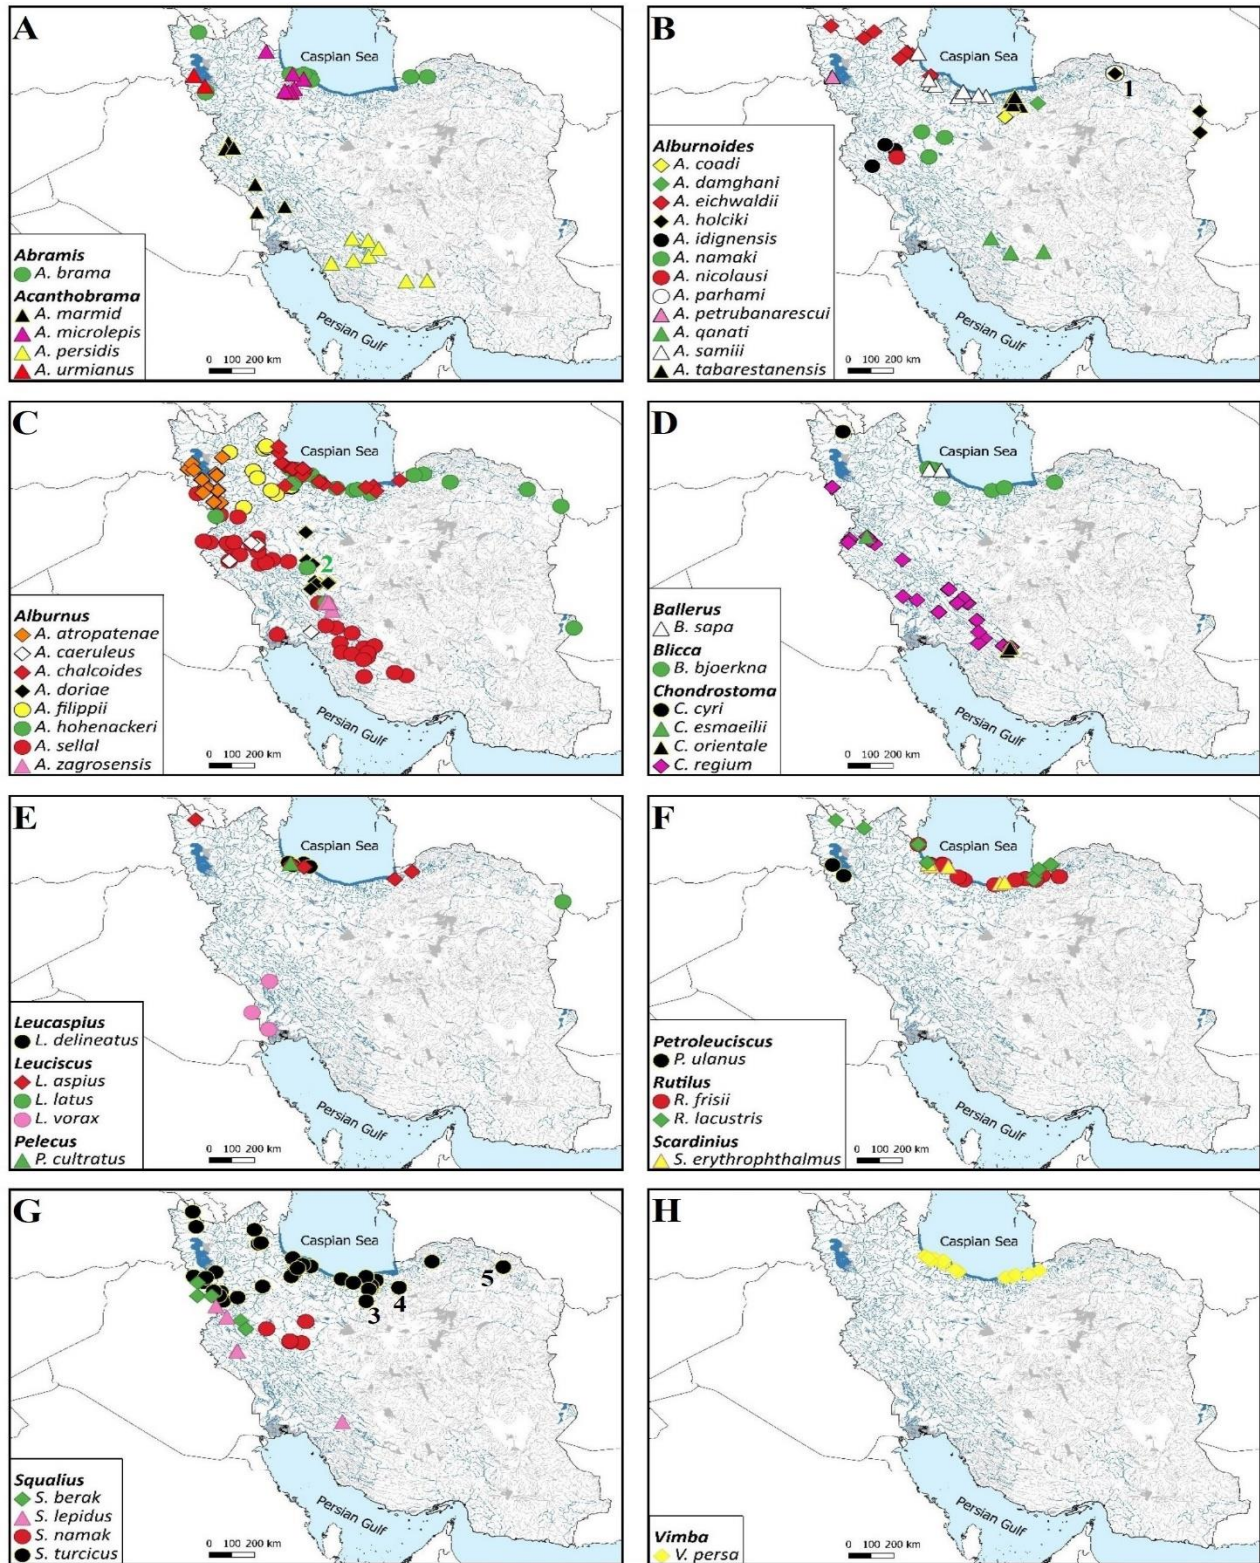 A
Caspian Sea
Persian Gulf
0 100 200 km
Abramis
A. brama
Acanthobrama
A. marmid
A. microlepis
A. persidis
A. urmianus
B
Caspian Sea
1
Persian Gulf
0 100 200 km
Alburnoides
A. coadi
A. damghani
A. eichwaldii
A. holciki
A. idignensis
A. namaki
A. nicolausi
A. parhami
A. petrubanarescui
A. qanati
A. samiii
A. tabarestanensis
C
Caspian Sea
2
Persian Gulf
0 100 200 km
Alburnus
A. atropatenae
A. caeruleus
A. chalcoides
A. doriae
A. filippii
A. hohenackeri
A. sellal
A. zagrosensis
D
Caspian Sea
Persian Gulf
0 100 200 km
Ballerus
B. sapa
Blicca
B. bjoerkna
Chondrostoma
C. cyri
C. esmaeilii
C. orientale
C. regium
E
Caspian Sea
Persian Gulf
0 100 200 km
Leucaspius
L. delineatus
Leuciscus
L. aspius
L. latus
L. vorax
Pelecus
P. cultratus
F
Caspian Sea
Persian Gulf
0 100 200 km
Petroleuciscus
P. ulanus
Rutilus
R. frisii
R. lacustris
Scardinius
S. erythrophthalmus
G
Caspian Sea
5
4
3
Persian Gulf
0 100 200 km
Squalius
S. berak
S. lepidus
S. namak
S. turcicus
H
Caspian Sea
Persian Gulf
0 100 200 km
Vimba
V. persa